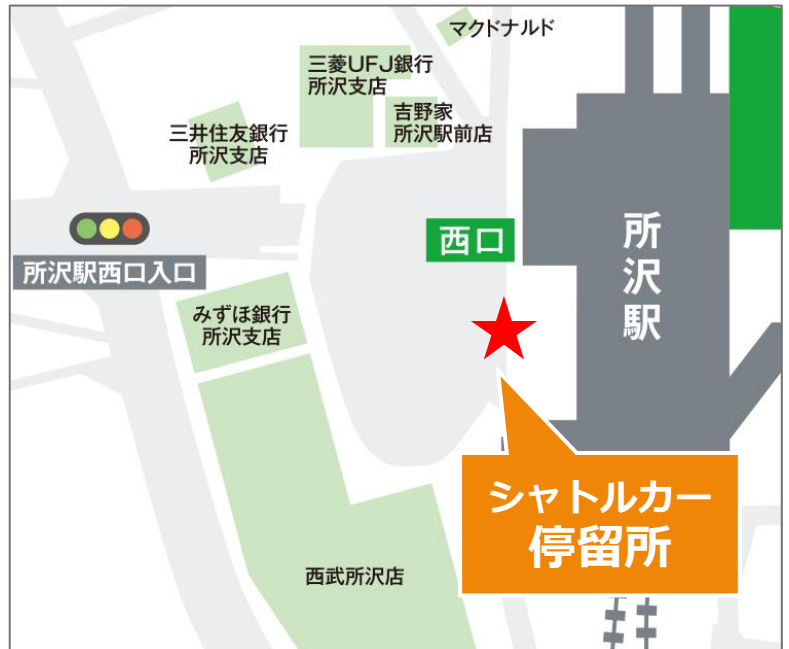 マクドナルド
三菱UFJ銀行
所沢支店
吉野家
所沢駅前店
三井住友銀行
所沢支店
西口
所沢駅
所沢駅西口入口
みずほ銀行
所沢支店
シャトルカー
停留所
西武所沢店